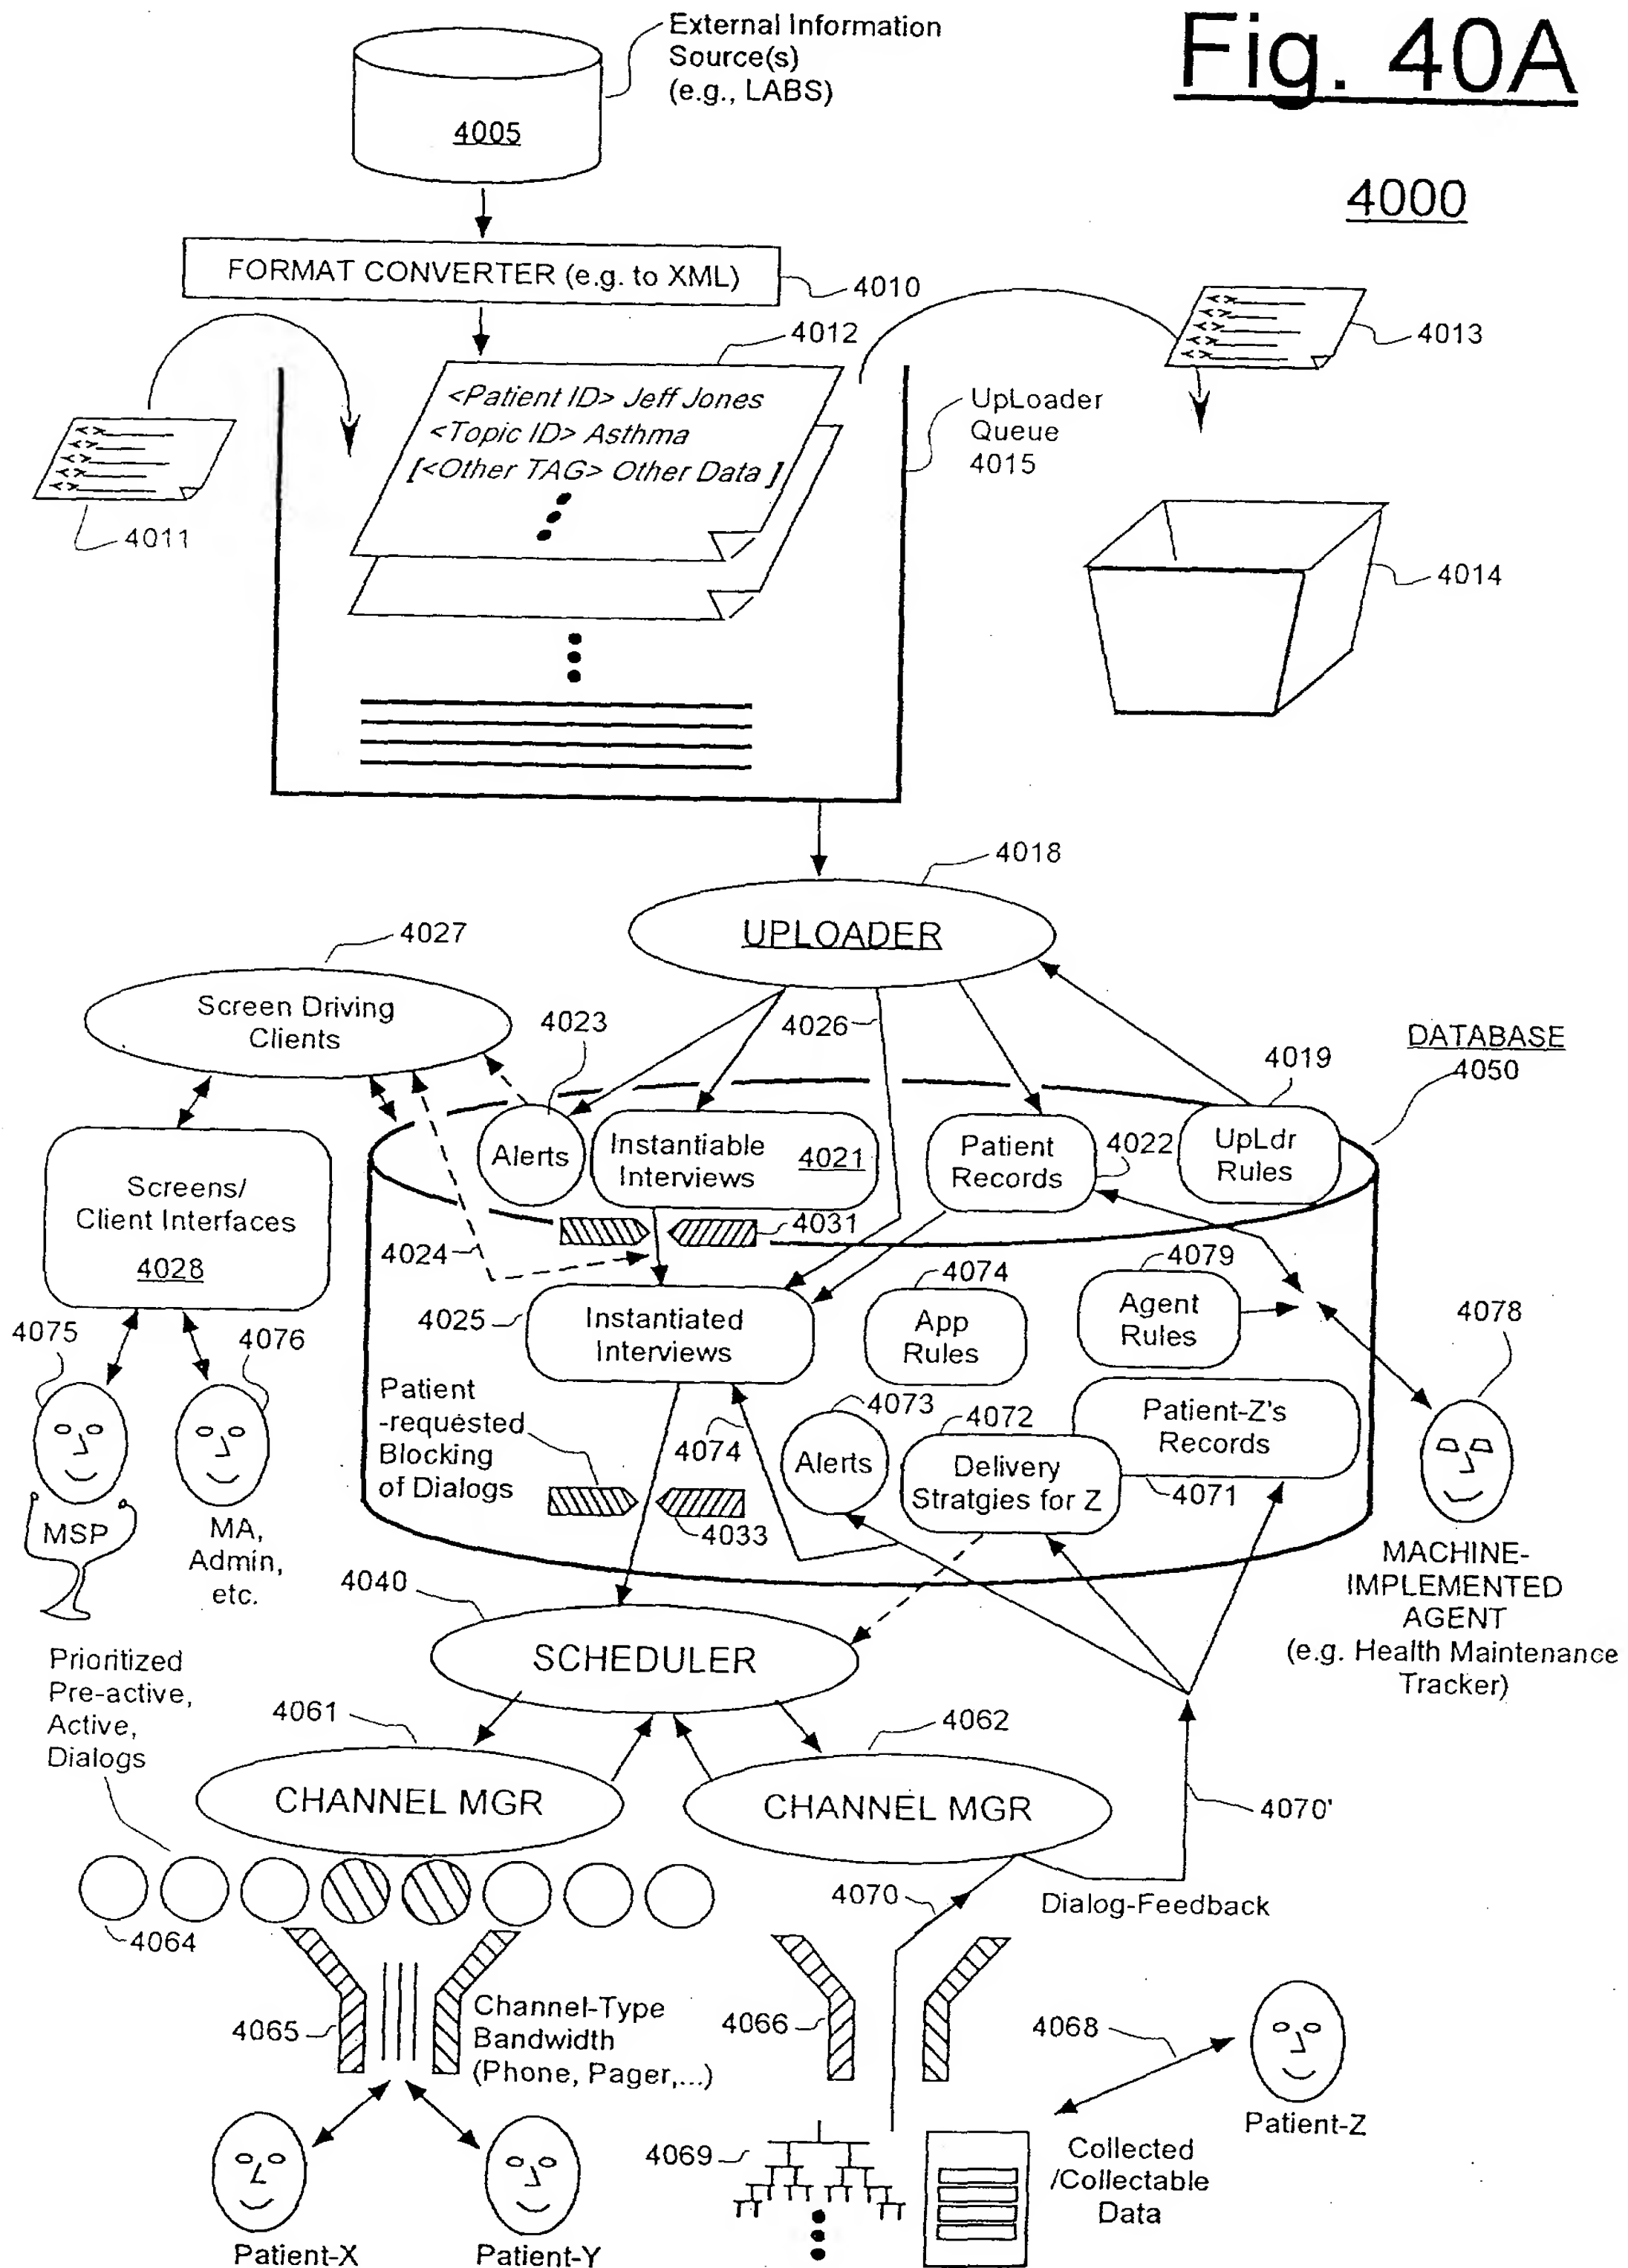 Fig. 40A
4000
External Information
Source(s)
(e.g., LABS)
4005
FORMAT CONVERTER (e.g. to XML)
4010
4012
4013
<Patient ID> Jeff Jones
<Topic ID> Asthma
[<Other TAG> Other Data ]
UpLoader
Queue
4015
<>
<>
<>
<>
<>
<>
<>
<>
<>
<>
4011
4014
4018
UPLOADER
4027
Screen Driving
Clients
4023
4026
DATABASE
4050
4019
Alerts
Instantiable
Interviews
4021
Patient
Records
4022
UpLdr
Rules
Screens/
Client Interfaces
4028
4031
4024
4025
Instantiated
Interviews
4074
App
Rules
4079
Agent
Rules
4078
4075
4076
Patient
-requested
Blocking
of Dialogs
4074
4073
Alerts
4072
Delivery
Stratgies for Z
Patient-Z's
Records
4071
4033
MSP
MA,
Admin,
etc.
MACHINE-
IMPLEMENTED
AGENT
(e.g. Health Maintenance
Tracker)
4040
SCHEDULER
Prioritized
Pre-active,
Active,
Dialogs
4061
CHANNEL MGR
4062
CHANNEL MGR
4070'
4064
4070
Dialog-Feedback
4065
Channel-Type
Bandwidth
(Phone, Pager,...)
4066
4068
Patient-Z
4069
Collected
/Collectable
Data
Patient-X
Patient-Y